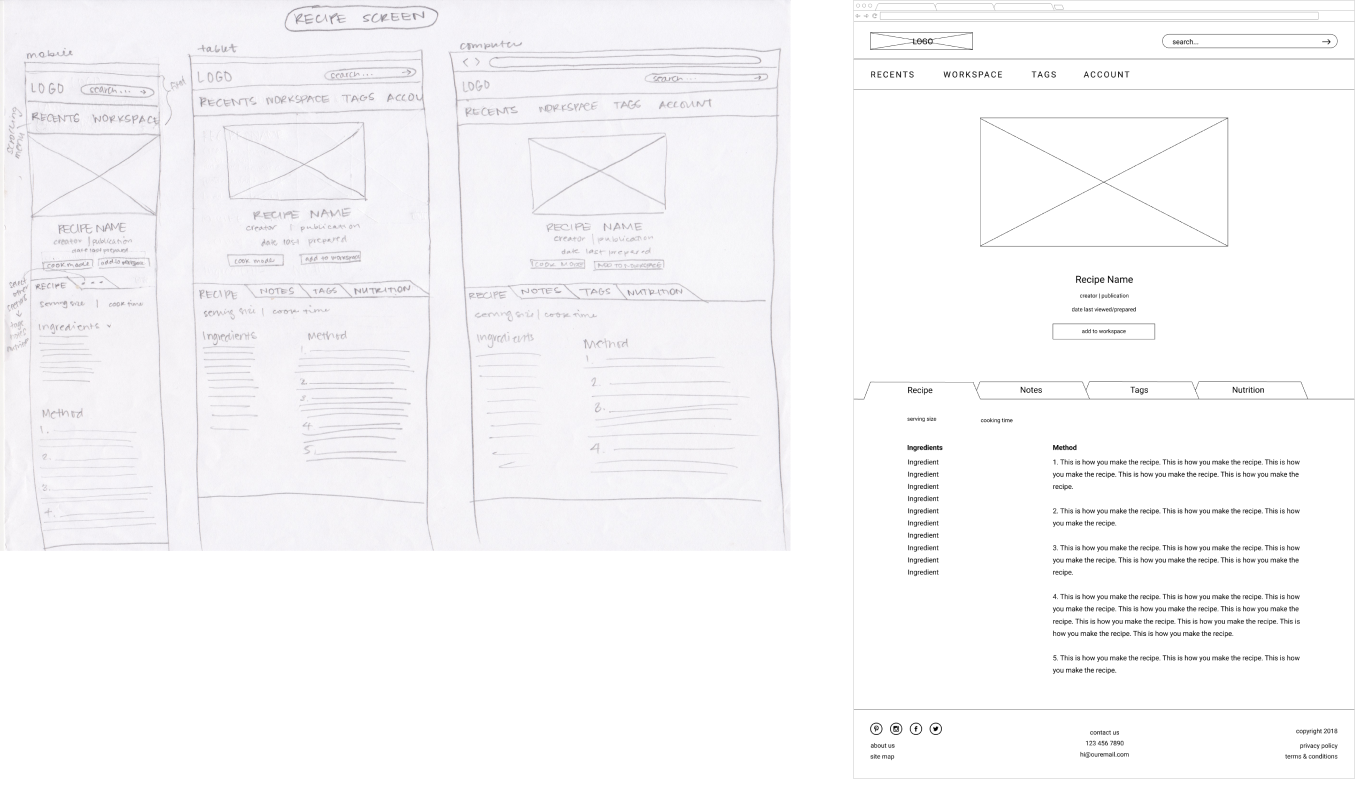 RECIPE SCREEN
mobile
LOGO
search... →
fixed
RECENTS WORKSPACE
scrolling menu
RECIPE NAME
creator | publication
date last prepared
cook mode add to workspace
RECIPE
serving size | cook time
Ingredients
Method
1.
2.
3.
4.
tablet
LOGO
search... →
RECENTS WORKSPACE TAGS ACCOU
RECIPE NAME
creator | publication
date last prepared
cook mode add to workspace
RECIPE NOTES TAGS NUTRITION
serving size | cook time
Ingredients Method
1.
2.
3.
4.
5.
computer
< >
LOGO
search... →
RECENTS WORKSPACE TAGS ACCOUNT
RECIPE NAME
creator | publication
date last prepared
cook mode add to workspace
RECIPE NOTES TAGS NUTRITION
serving size | cook time
Ingredients Method
1.
2.
3.
4.
LOGO
search... →
RECENTS WORKSPACE TAGS ACCOUNT
Recipe Name
creator | publication
date last viewed/prepared
add to workspace
Recipe Notes Tags Nutrition
serving size cooking time
Ingredients
Ingredient
Ingredient
Ingredient
Ingredient
Ingredient
Ingredient
Ingredient
Ingredient
Ingredient
Ingredient
Method
1. This is how you make the recipe. This is how you make the recipe. This is how
you make the recipe. This is how you make the recipe. This is how you make the
recipe.
2. This is how you make the recipe. This is how you make the recipe. This is how
you make the recipe.
3. This is how you make the recipe. This is how you make the recipe. This is how
you make the recipe. This is how you make the recipe. This is how you make the
recipe.
4. This is how you make the recipe. This is how you make the recipe. This is how
you make the recipe. This is how you make the recipe. This is how you make the
recipe. This is how you make the recipe. This is how you make the recipe. This is
how you make the recipe. This is how you make the recipe.
5. This is how you make the recipe. This is how you make the recipe. This is how
you make the recipe.
about us
site map
contact us
123 456 7890
hi@ouremail.com
copyright 2018
privacy policy
terms & conditions